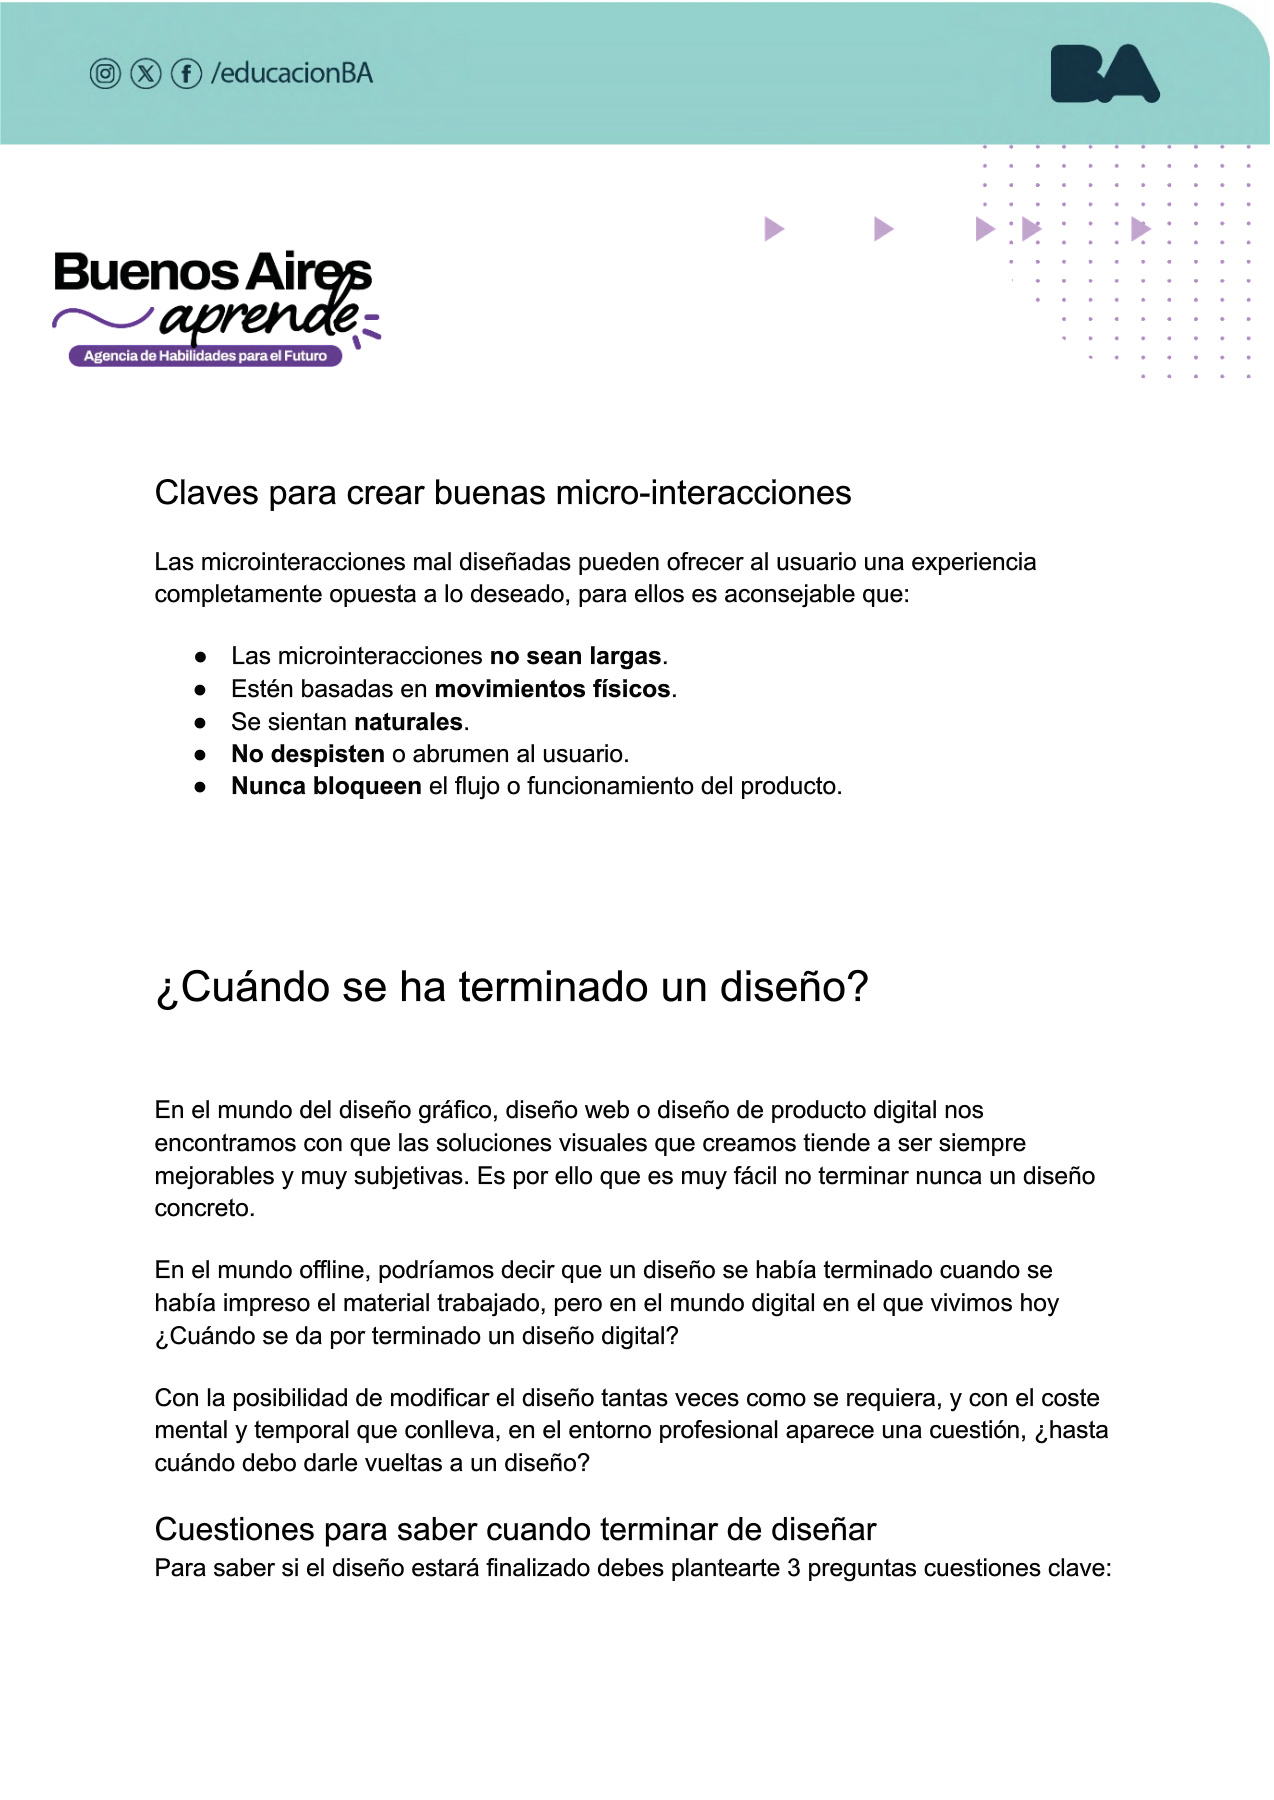 /educacionBA
BA
Buenos Aires
aprende
Agencia de Habilidades para el Futuro
Claves para crear buenas micro-interacciones
Las microinteracciones mal diseñadas pueden ofrecer al usuario una experiencia
completamente opuesta a lo deseado, para ellos es aconsejable que:
● Las microinteracciones no sean largas.
● Estén basadas en movimientos físicos.
● Se sientan naturales.
● No despisten o abrumen al usuario.
● Nunca bloqueen el flujo o funcionamiento del producto.
¿Cuándo se ha terminado un diseño?
En el mundo del diseño gráfico, diseño web o diseño de producto digital nos
encontramos con que las soluciones visuales que creamos tiende a ser siempre
mejorables y muy subjetivas. Es por ello que es muy fácil no terminar nunca un diseño
concreto.
En el mundo offline, podríamos decir que un diseño se había terminado cuando se
había impreso el material trabajado, pero en el mundo digital en el que vivimos hoy
¿Cuándo se da por terminado un diseño digital?
Con la posibilidad de modificar el diseño tantas veces como se requiera, y con el coste
mental y temporal que conlleva, en el entorno profesional aparece una cuestión, ¿hasta
cuándo debo darle vueltas a un diseño?
Cuestiones para saber cuando terminar de diseñar
Para saber si el diseño estará finalizado debes plantearte 3 preguntas cuestiones clave: